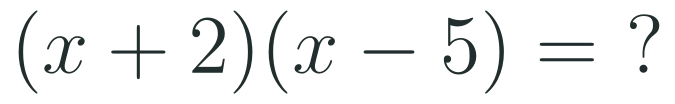 (x + 2)(x − 5) = ?